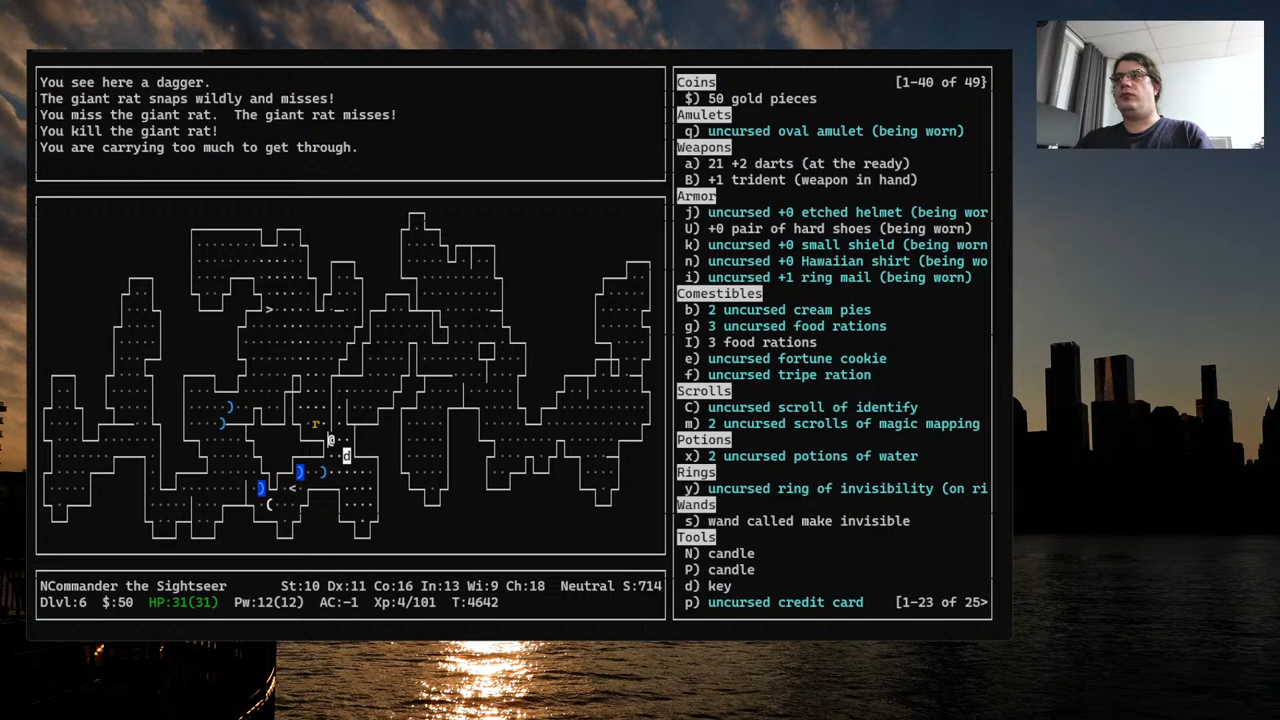 You see here a dagger.
The giant rat snaps wildly and misses!
You miss the giant rat.  The giant rat misses!
You kill the giant rat!
You are carrying too much to get through.
NCommander the Sightseer St:10 Dx:11 Co:16 In:13 Wi:9 Ch:18 Neutral S:714
Dlvl:6 $:50 HP:31(31) Pw:12(12) AC:-1 Xp:4/101 T:4642
Coins [1-40 of 49}
$) 50 gold pieces
Amulets
q) uncursed oval amulet (being worn)
Weapons
a) 21 +2 darts (at the ready)
B) +1 trident (weapon in hand)
Armor
j) uncursed +0 etched helmet (being wor
U) +0 pair of hard shoes (being worn)
k) uncursed +0 small shield (being worn
n) uncursed +0 Hawaiian shirt (being wo
i) uncursed +1 ring mail (being worn)
Comestibles
b) 2 uncursed cream pies
g) 3 uncursed food rations
I) 3 food rations
e) uncursed fortune cookie
f) uncursed tripe ration
Scrolls
C) uncursed scroll of identify
m) 2 uncursed scrolls of magic mapping
Potions
x) 2 uncursed potions of water
Rings
y) uncursed ring of invisibility (on ri
Wands
s) wand called make invisible
Tools
N) candle
P) candle
d) key
p) uncursed credit card [1-23 of 25>